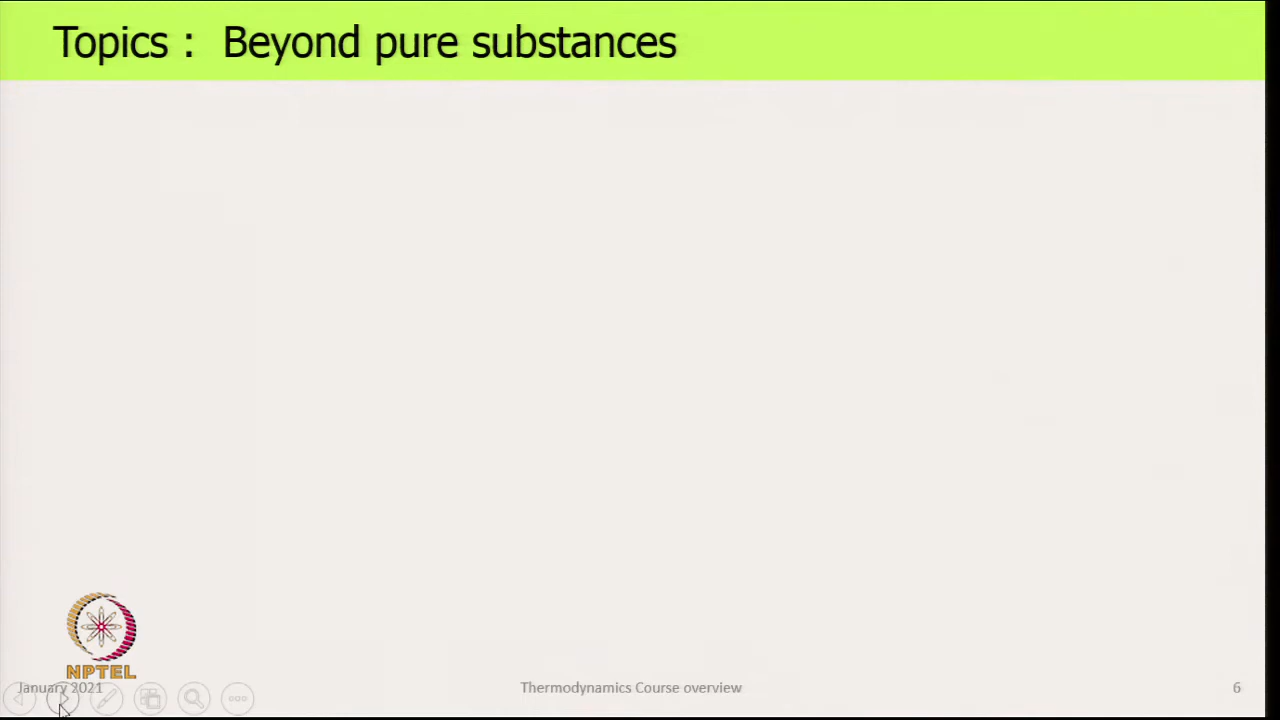 Topics : Beyond pure substances
NPTEL
January 2021
Thermodynamics Course overview
6